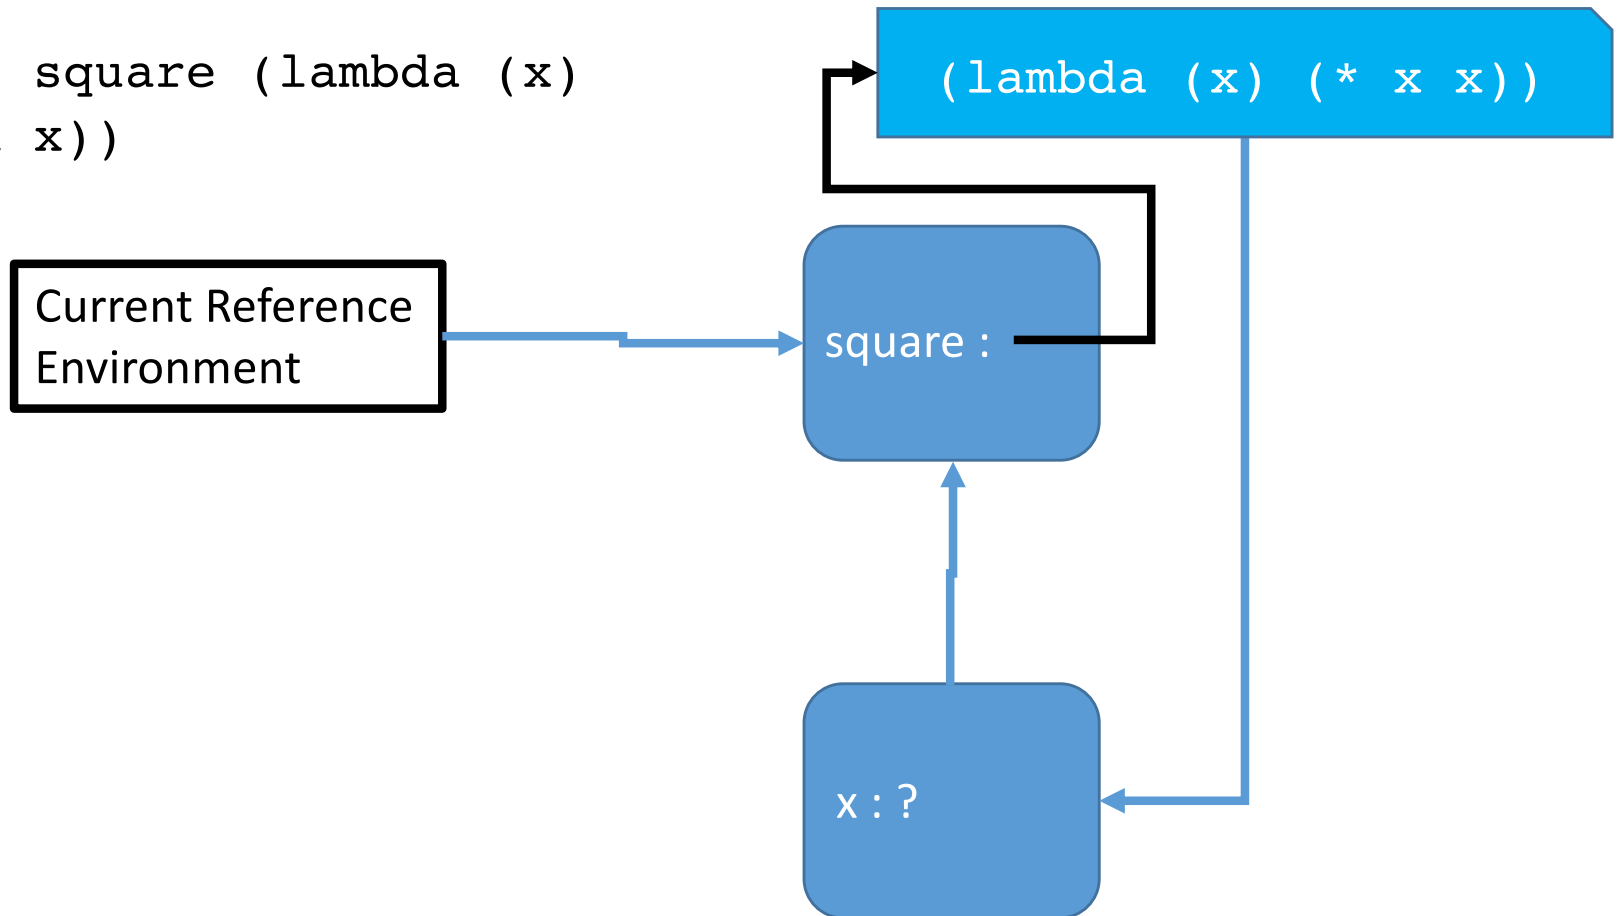 square (lambda (x)
x))
(lambda (x) (* x x))
Current Reference
Environment
square :
x : ?